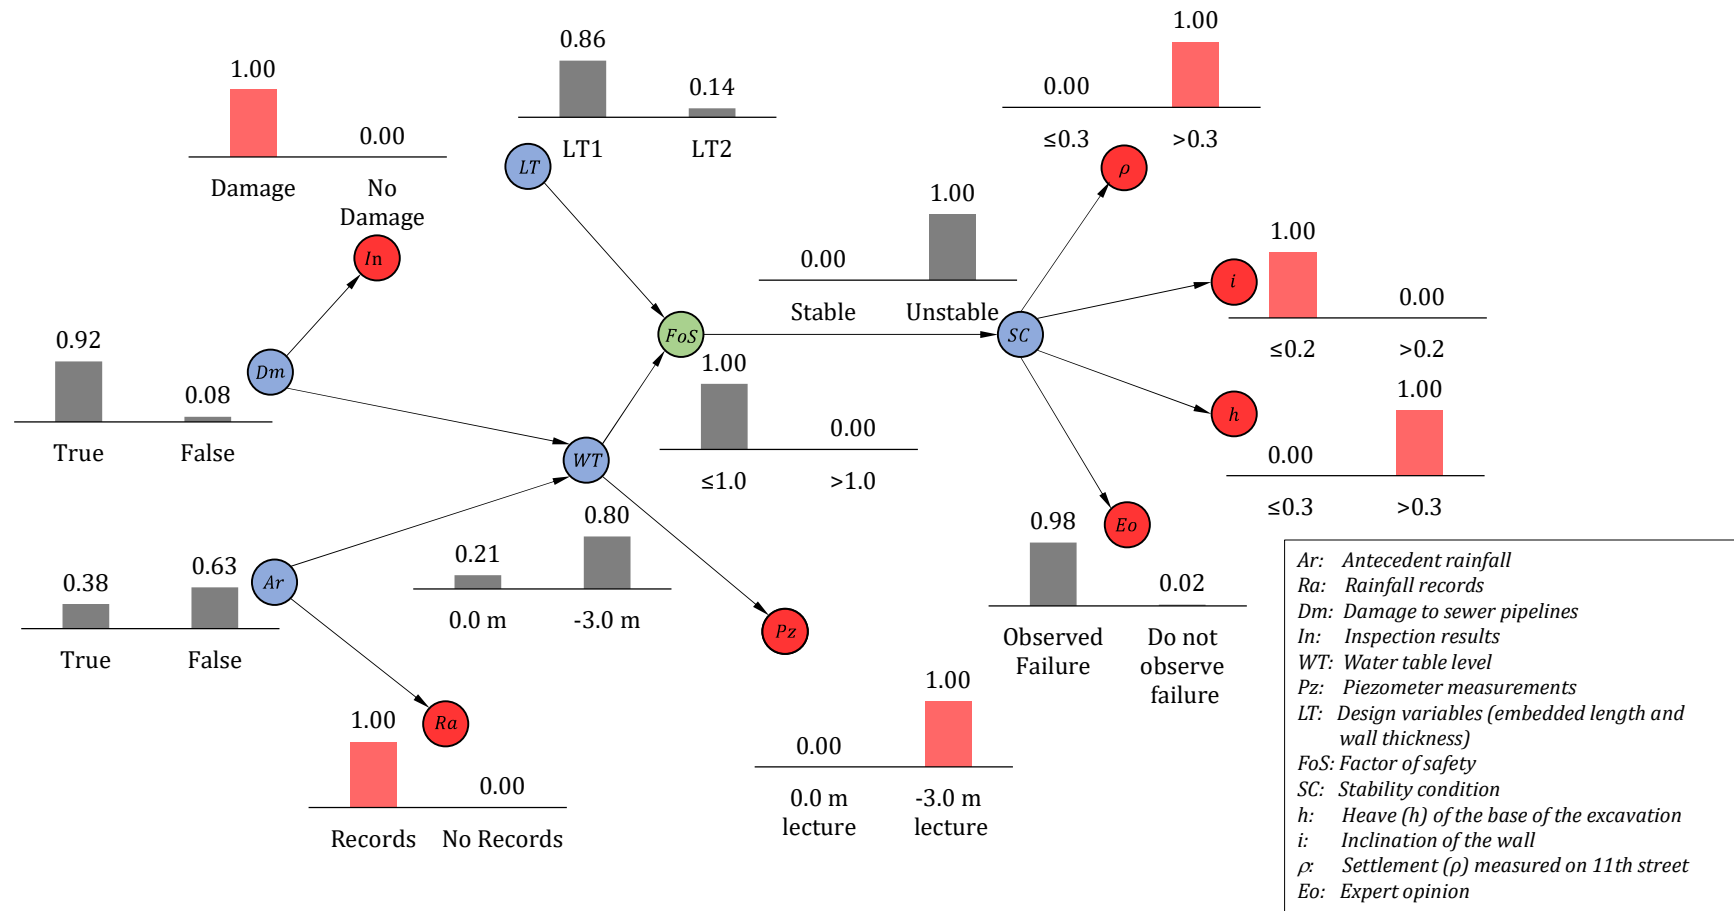 1.00
0.00
≤0.3 >0.3
0.86
0.14
LT1 LT2
1.00
0.00
Damage No
Damage
LT
ρ
In
1.00
0.00
Stable Unstable
1.00
0.00
≤0.2 >0.2
i
FoS
SC
0.92
0.08
True False
Dm
1.00
0.00
≤1.0 >1.0
h
1.00
0.00
≤0.3 >0.3
WT
0.80
0.21
0.0 m -3.0 m
Eo
0.98
0.02
Observed
Failure
Do not
observe
failure
Ar
0.38
0.63
True False
Pz
1.00
0.00
0.0 m
lecture
-3.0 m
lecture
Ra
1.00
0.00
Records No Records
Ar: Antecedent rainfall
Ra: Rainfall records
Dm: Damage to sewer pipelines
In: Inspection results
WT: Water table level
Pz: Piezometer measurements
LT: Design variables (embedded length and
wall thickness)
FoS: Factor of safety
SC: Stability condition
h: Heave (h) of the base of the excavation
i: Inclination of the wall
ρ: Settlement (ρ) measured on 11th street
Eo: Expert opinion